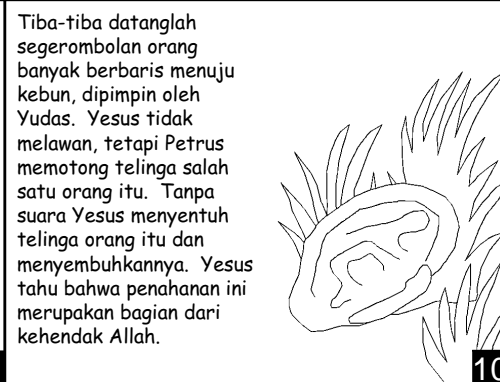 Tiba-tiba datanglah
segerombolan orang
banyak berbaris menuju
kebun, dipimpin oleh
Yudas.  Yesus tidak
melawan, tetapi Petrus
memotong telinga salah
satu orang itu.  Tanpa
suara Yesus menyentuh
telinga orang itu dan
menyembuhkannya.  Yesus
tahu bahwa penahanan ini
merupakan bagian dari
kehendak Allah.